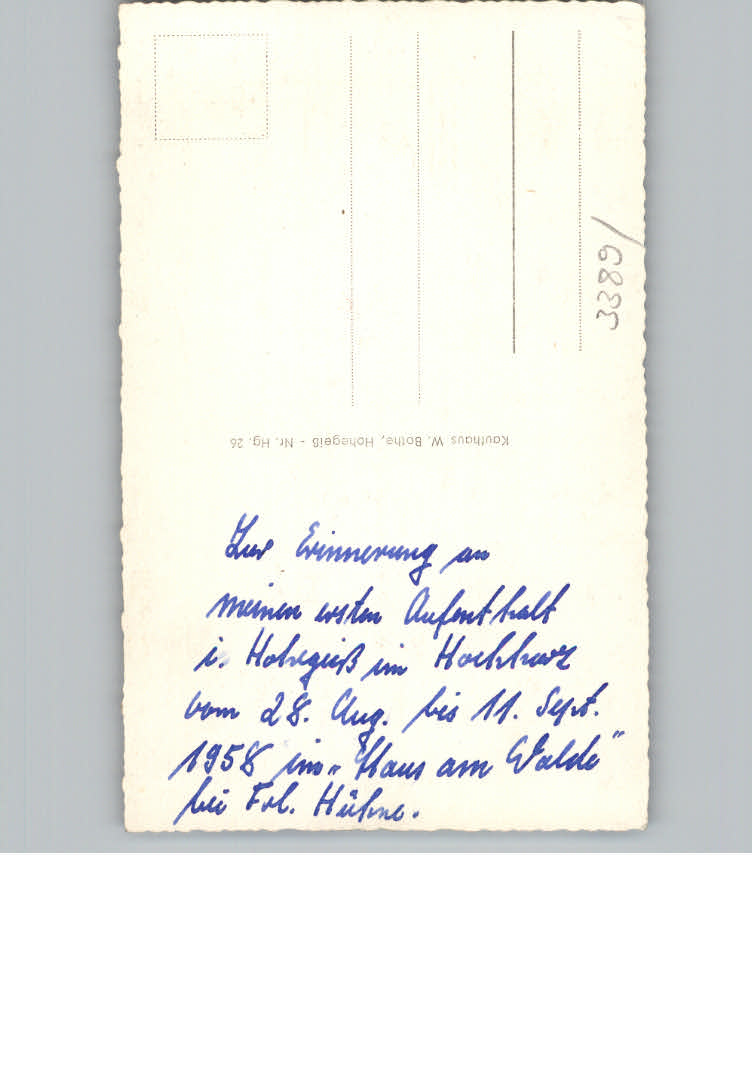 3389/
Kaufhaus W. Bothe, Hohegeiß - Nr. Hg. 26
Zur Erinnerung an
meinen ersten Aufenthalt
i. Hohegeiß im Hochharz
vom 28. Aug. bis 11. Sept.
1958 im „Haus am Walde"
bei Frl. Hühne.